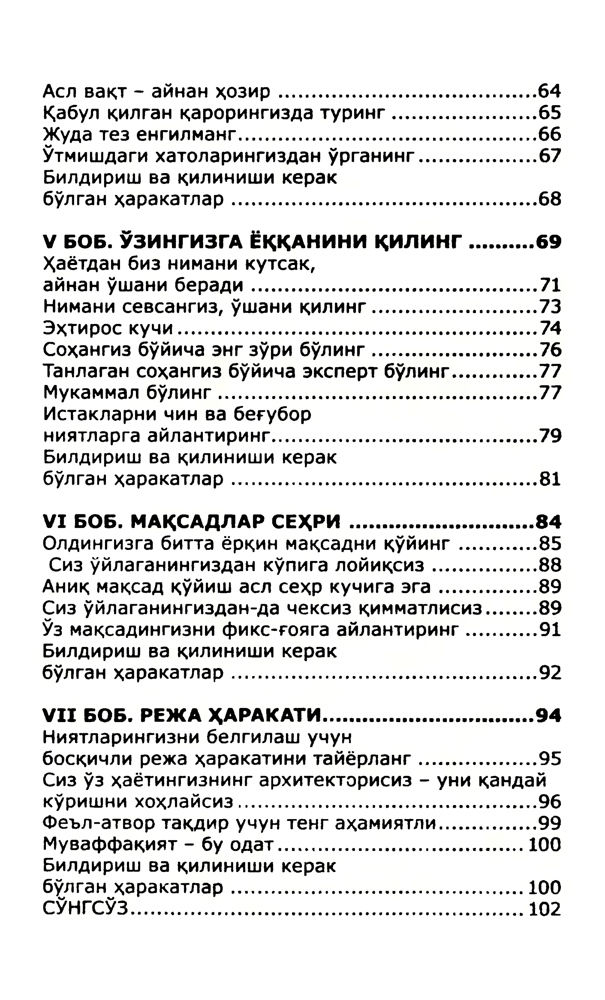 Асл вақт – айнан ҳозир ........................................64
Қабул қилган қарорингизда туринг ......................65
Жуда тез енгилманг.............................................66
Ўтмишдаги хатоларингиздан ўрганинг..................67
Билдириш ва қилиниши керак
бўлган ҳаракатлар ..............................................68
V БОБ. ЎЗИНГИЗГА ЁҚҚАНИНИ ҚИЛИНГ ..........69
Ҳаётдан биз нимани кутсак,
айнан ўшани беради ...........................................71
Нимани севсангиз, ўшани қилинг.........................73
Эҳтирос кучи......................................................74
Соҳангиз бўйича энг зўри бўлинг .........................76
Танлаган соҳангиз бўйича эксперт бўлинг.............77
Мукаммал бўлинг................................................77
Истакларни чин ва беғубор
ниятларга айлантиринг........................................79
Билдириш ва қилиниши керак
бўлган ҳаракатлар ..............................................81
VI БОБ. МАҚСАДЛАР СЕҲРИ ............................84
Олдингизга битта ёрқин мақсадни қўйинг ............85
Сиз ўйлаганингиздан кўпига лойиқсиз ................88
Аниқ мақсад қўйиш асл сеҳр кучига эга ...............89
Сиз ўйлаганингиздан-да чексиз қимматлисиз........89
Ўз мақсадингизни фикс-ғояга айлантиринг ...........91
Билдириш ва қилиниши керак
бўлган ҳаракатлар ..............................................92
VII БОБ. РЕЖА ҲАРАКАТИ................................94
Ниятларингизни белгилаш учун
босқичли режа ҳаракатини тайёрланг ..................95
Сиз ўз ҳаётингизнинг архитекторисиз – уни қандай
кўришни хоҳлайсиз.............................................96
Феъл-атвор тақдир учун тенг аҳамиятли...............99
Муваффақият – бу одат..................................... 100
Билдириш ва қилиниши керак
бўлган ҳаракатлар ............................................ 100
СЎНГСЎЗ........................................................... 102